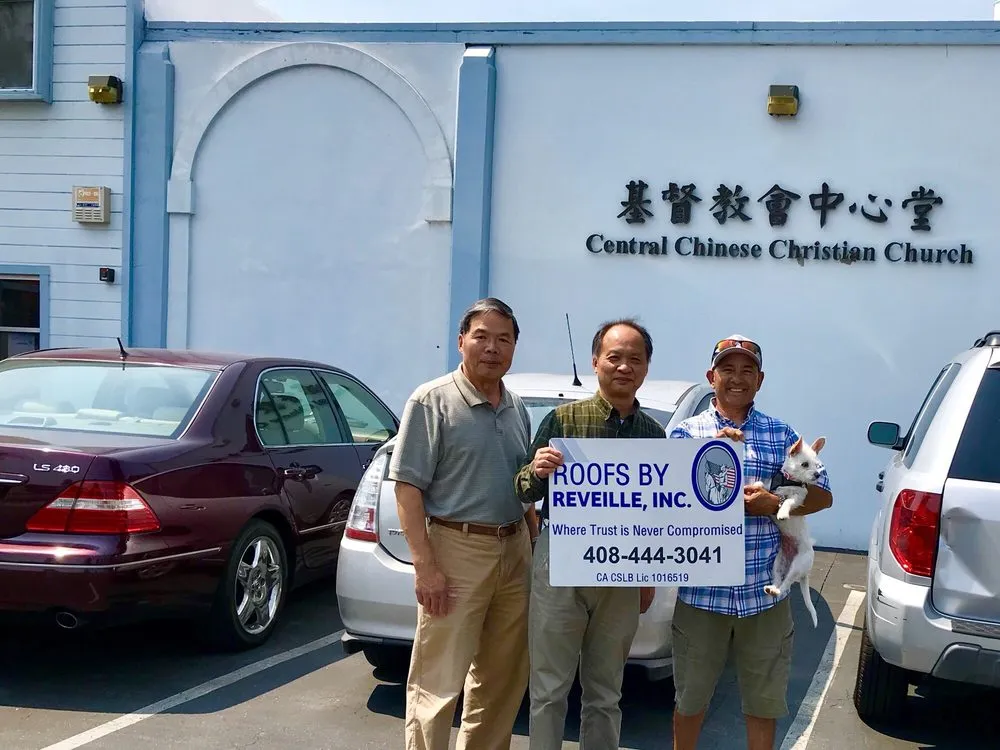 基督教會中心堂
Central Chinese Christian Church
LS 430
ROOFS BY
REVEILLE, INC.
Where Trust is Never Compromised
408-444-3041
CA CSLB Lic 1016519